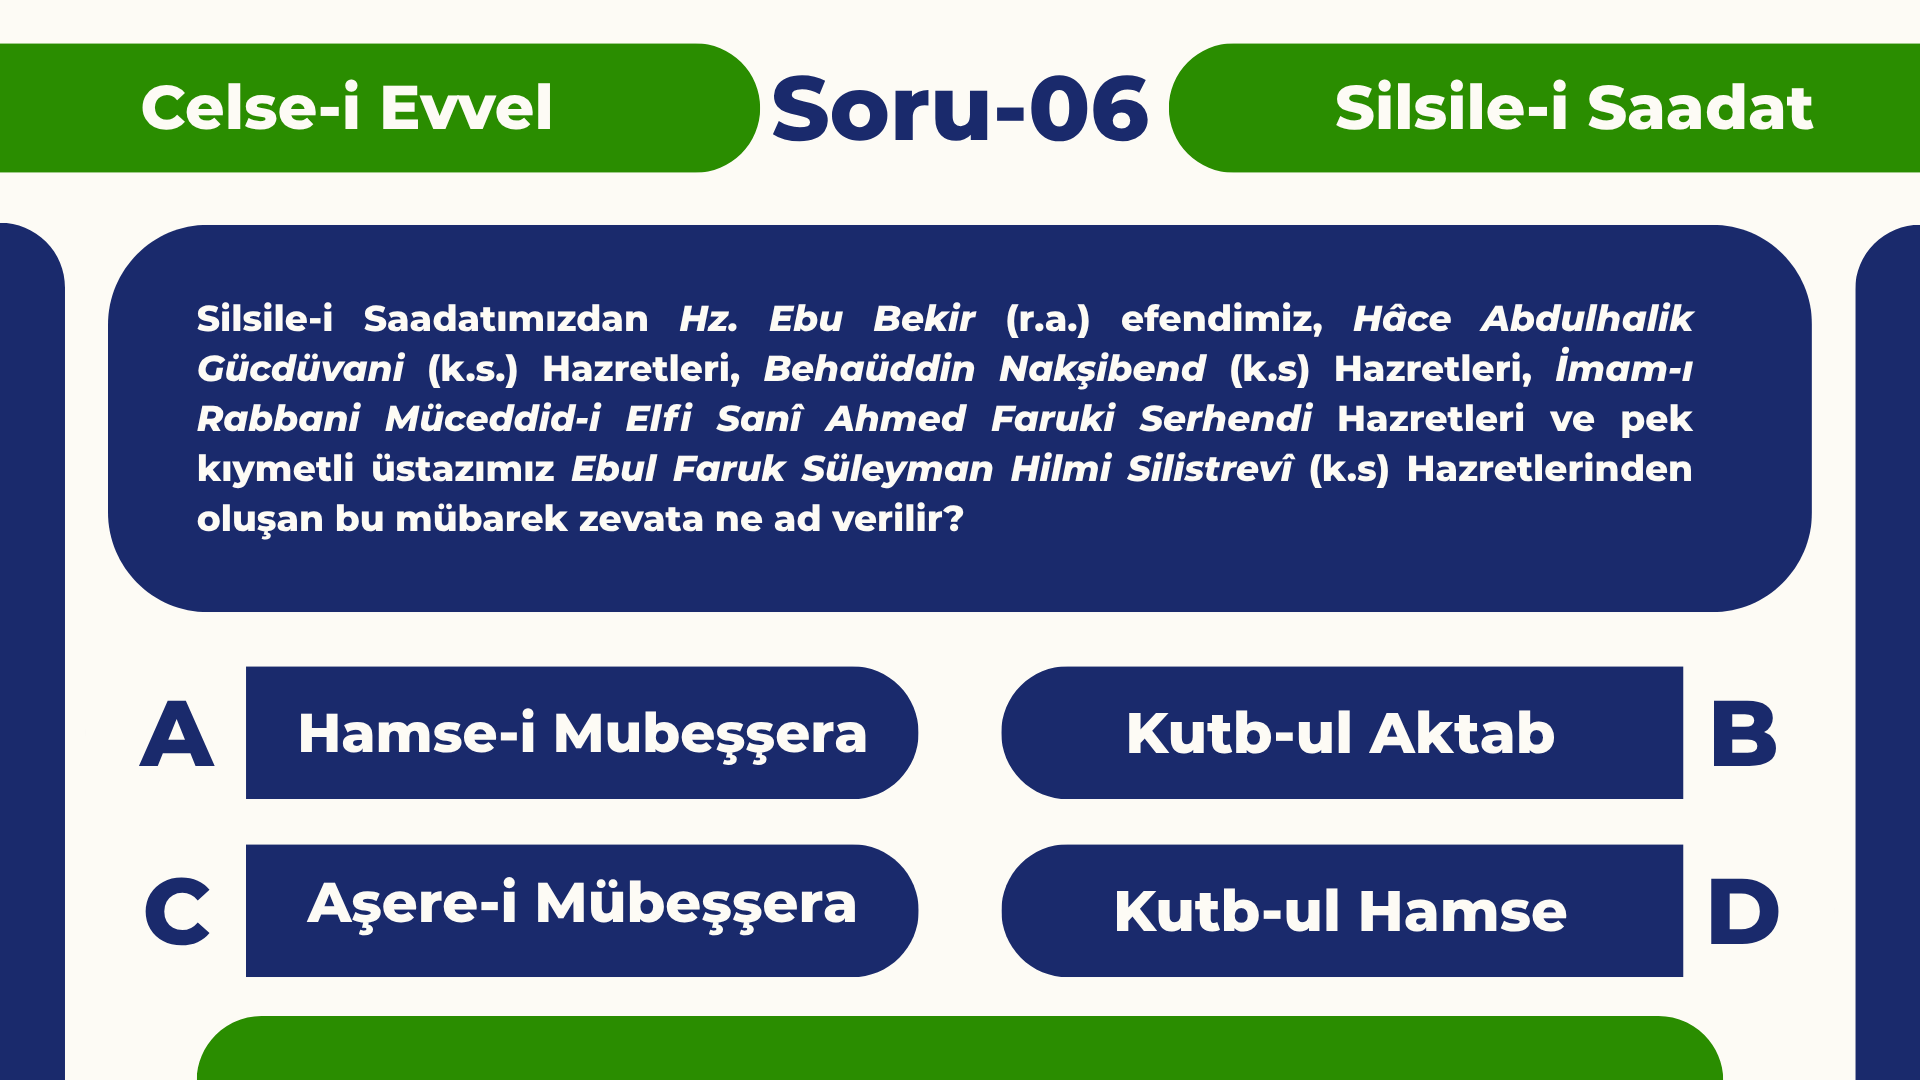 Celse-i Evvel
Soru-06
Silsile-i Saadat
Silsile-i Saadatımızdan Hz. Ebu Bekir (r.a.) efendimiz, Hâce Abdulhalik
Gücdüvani (k.s.) Hazretleri, Behaüddin Nakşibend (k.s) Hazretleri, İmam-ı
Rabbani Müceddid-i Elfi Sanî Ahmed Faruki Serhendi Hazretleri ve pek
kıymetli üstazımız Ebul Faruk Süleyman Hilmi Silistrevî (k.s) Hazretlerinden
oluşan bu mübarek zevata ne ad verilir?
A
Hamse-i Mubeşşera
Kutb-ul Aktab
B
C
Aşere-i Mübeşşera
Kutb-ul Hamse
D